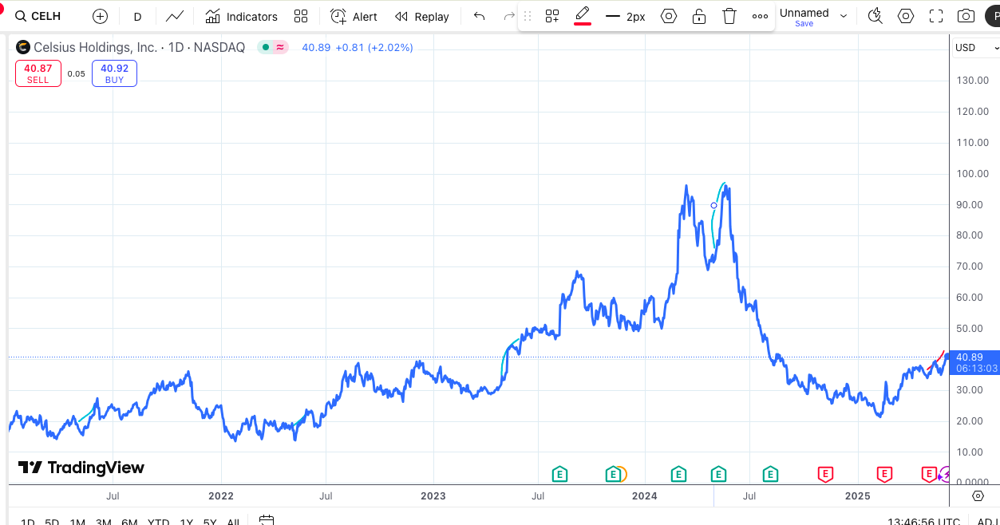 CELH D Indicators Alert Replay 2px Unnamed
Save
Celsius Holdings, Inc. · 1D · NASDAQ 40.89 +0.81 (+2.02%)
USD
40.87
SELL
0.05
40.92
BUY
130.00
120.00
110.00
100.00
90.00
80.00
70.00
60.00
50.00
40.89
06:13:03
30.00
20.00
10.00
0.0000
TradingView
E E E E E E E E
Jul 2022 Jul 2023 Jul 2024 Jul 2025
1D 5D 1M 3M 6M YTD 1Y 5Y All 13:46:56 UTC ADJ